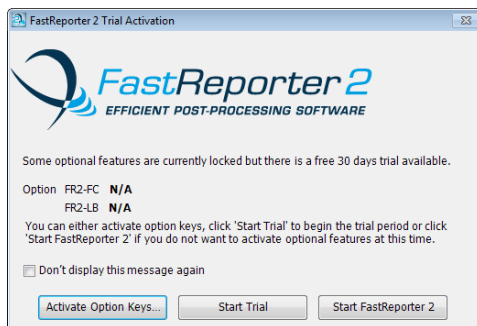 FastReporter 2 Trial Activation
FastReporter 2
EFFICIENT POST-PROCESSING SOFTWARE
Some optional features are currently locked but there is a free 30 days trial available.
Option FR2-FC N/A
FR2-LB N/A
You can either activate option keys, click 'Start Trial' to begin the trial period or click
'Start FastReporter 2' if you do not want to activate optional features at this time.
Don't display this message again
Activate Option Keys... Start Trial Start FastReporter 2